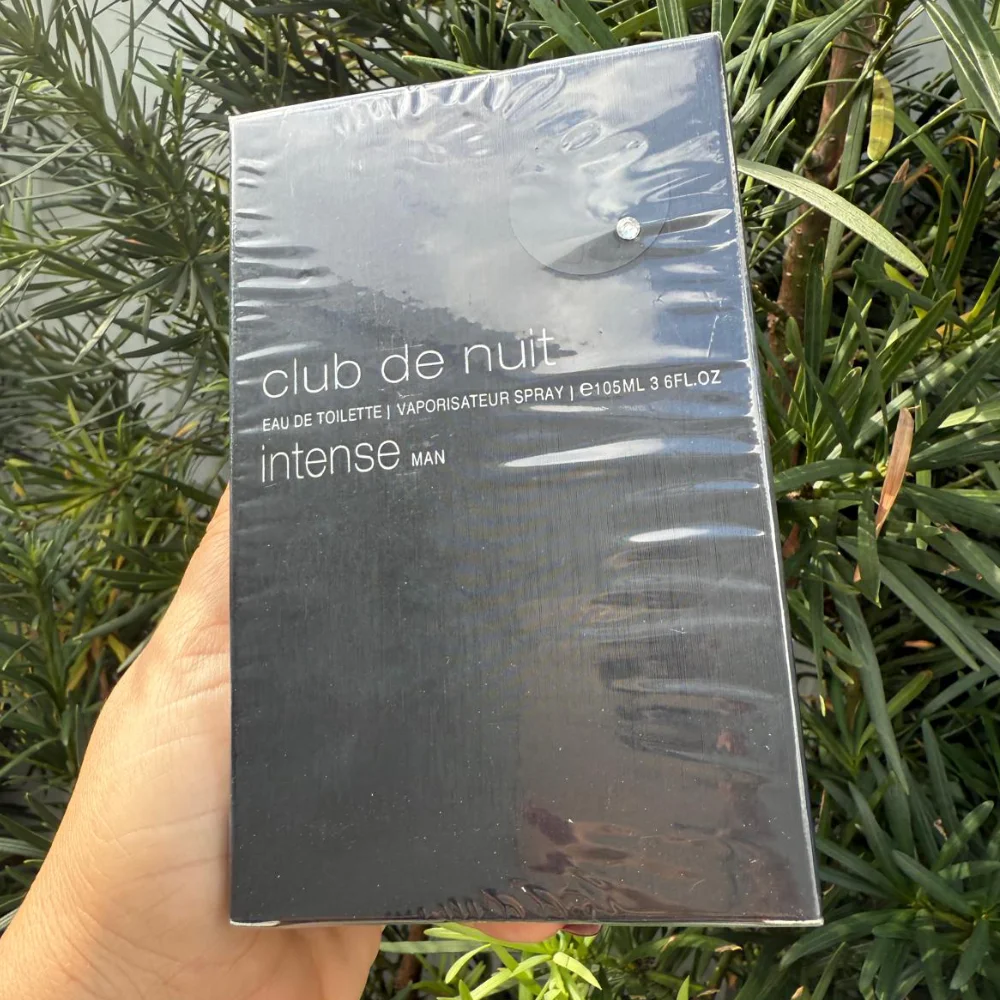 club de nuit
EAU DE TOILETTE | VAPORISATEUR SPRAY | ℮105ML 3 6FL.OZ
intense MAN